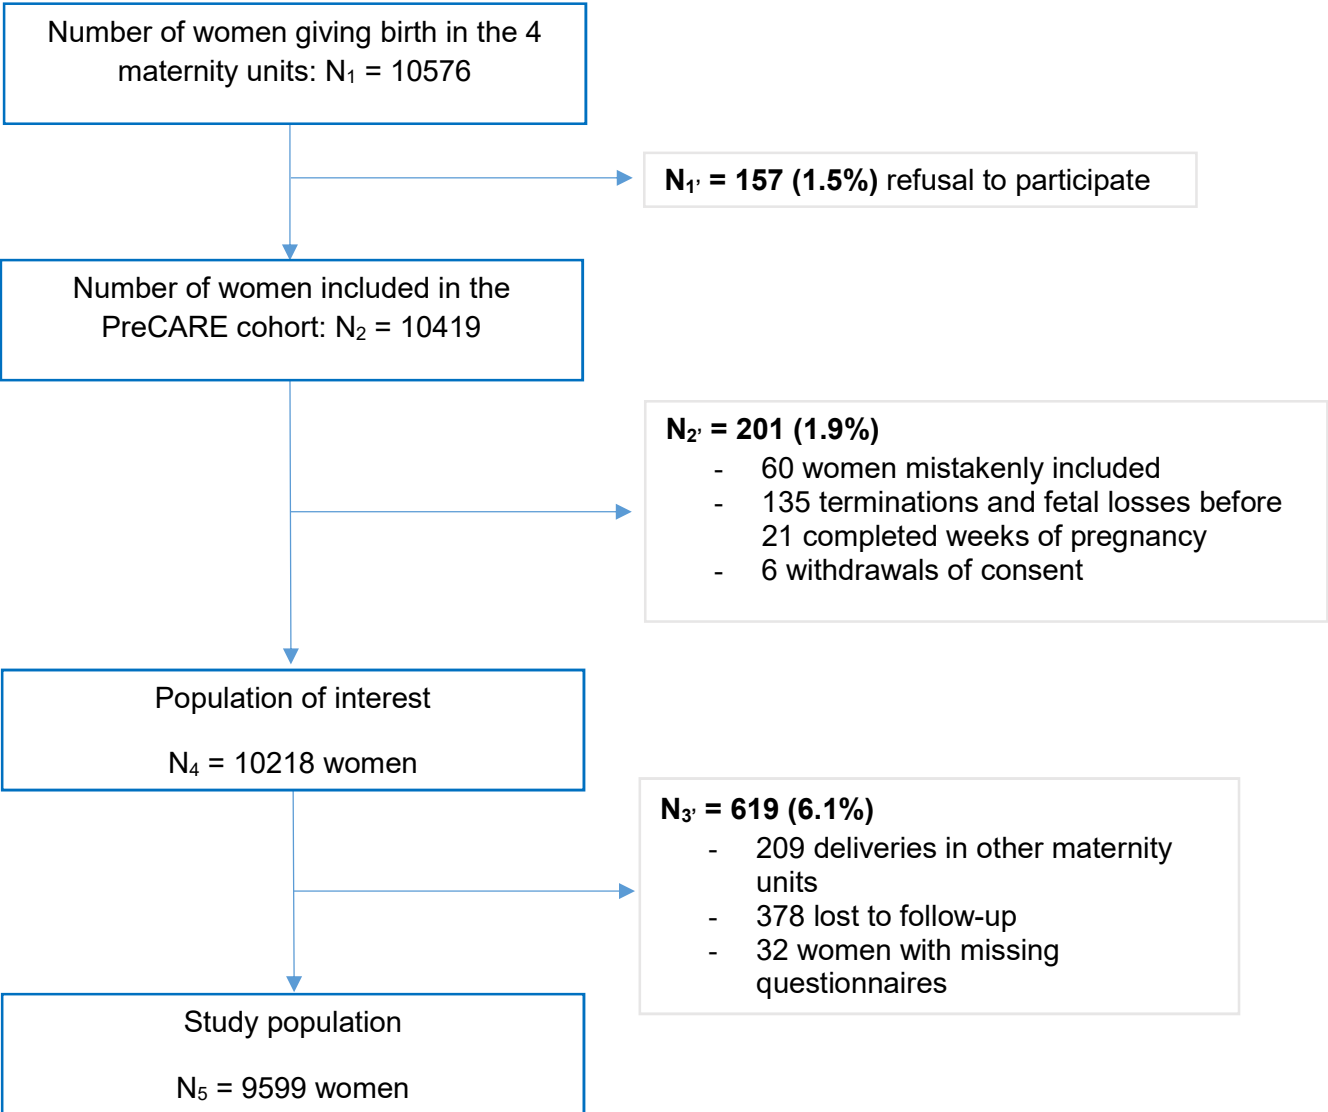 Number of women giving birth in the 4
maternity units: N₁ = 10576
N₁’ = 157 (1.5%) refusal to participate
Number of women included in the
PreCARE cohort: N₂ = 10419
N₂’ = 201 (1.9%)
- 60 women mistakenly included
- 135 terminations and fetal losses before
21 completed weeks of pregnancy
- 6 withdrawals of consent
Population of interest
N₄ = 10218 women
N₃’ = 619 (6.1%)
- 209 deliveries in other maternity
units
- 378 lost to follow-up
- 32 women with missing
questionnaires
Study population
N₅ = 9599 women